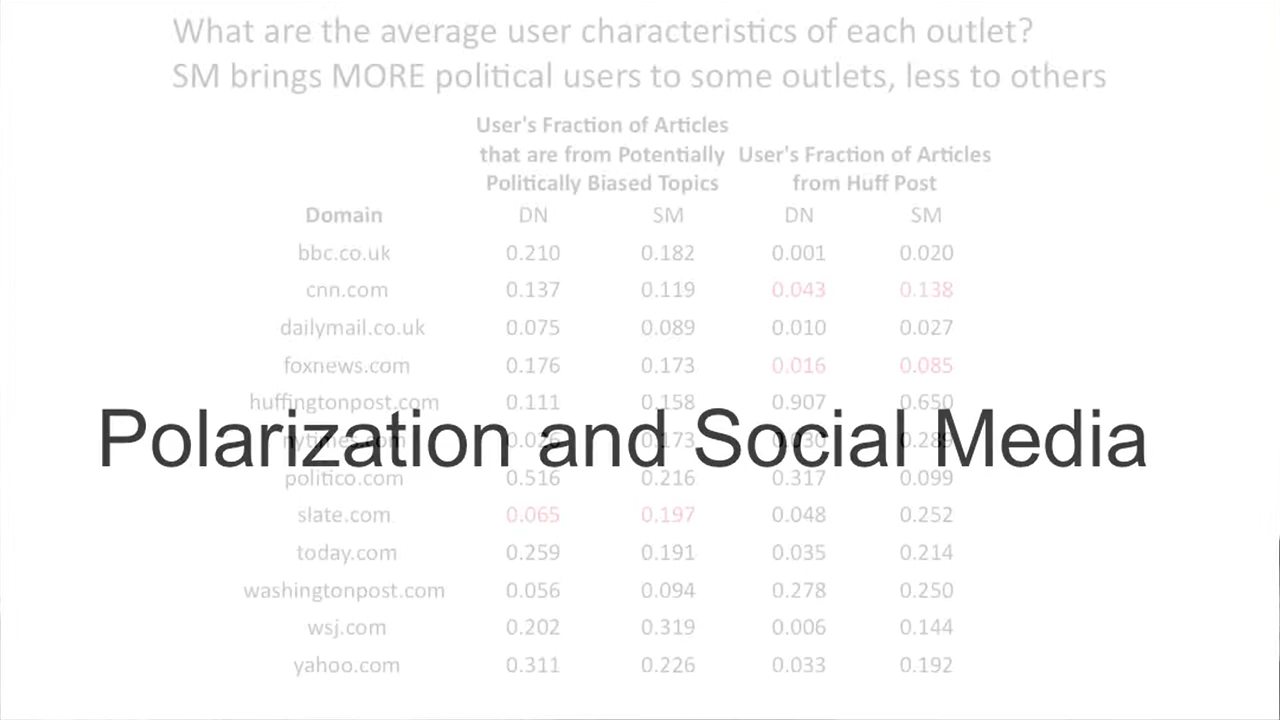 What are the average user characteristics of each outlet?
SM brings MORE political users to some outlets, less to others
User's Fraction of Articles
that are from Potentially User's Fraction of Articles
Politically Biased Topics from Huff Post
Domain DN SM DN SM
bbc.co.uk 0.210 0.182 0.001 0.020
cnn.com 0.137 0.119 0.043 0.138
dailymail.co.uk 0.075 0.089 0.010 0.027
foxnews.com 0.176 0.173 0.016 0.085
huffingtonpost.com 0.111 0.158 0.907 0.650
Polarization and Social Media
nytimes.com
politico.com 0.516 0.216 0.317 0.099
slate.com 0.065 0.197 0.048 0.252
today.com 0.259 0.191 0.035 0.214
washingtonpost.com 0.056 0.094 0.278 0.250
wsj.com 0.202 0.319 0.006 0.144
yahoo.com 0.311 0.226 0.033 0.192